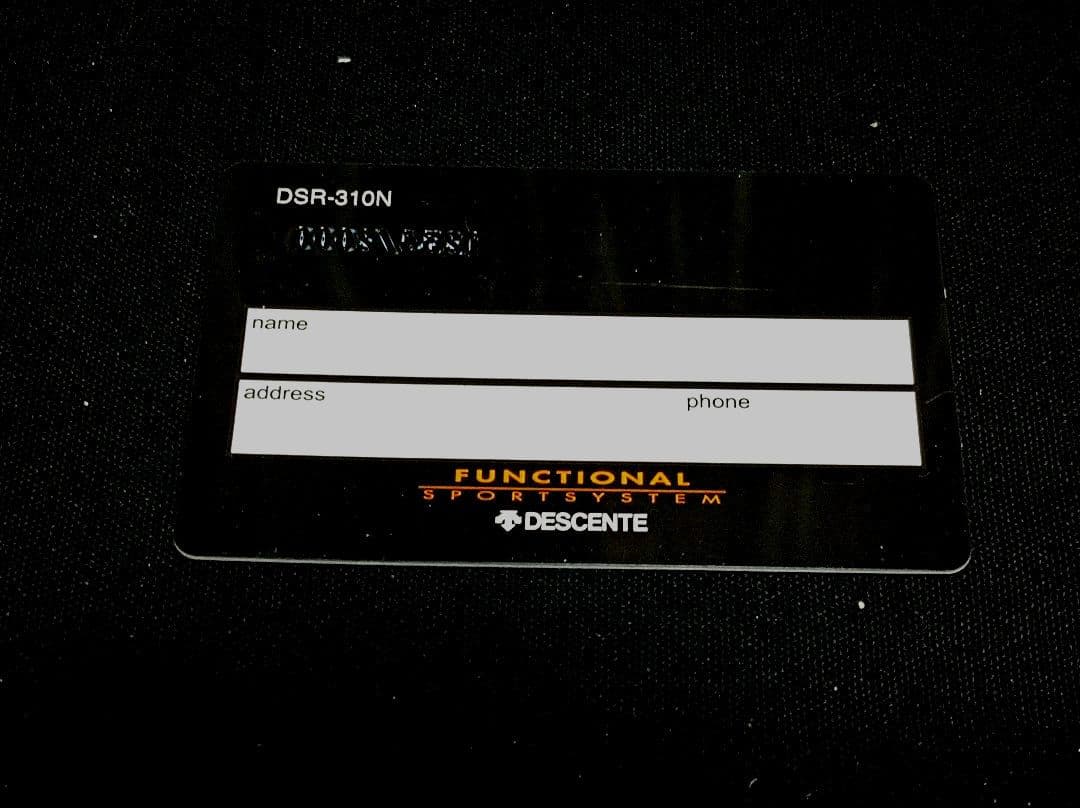 DSR-310N
name
address phone
FUNCTIONAL
SPORTSYSTEM
DESCENTE